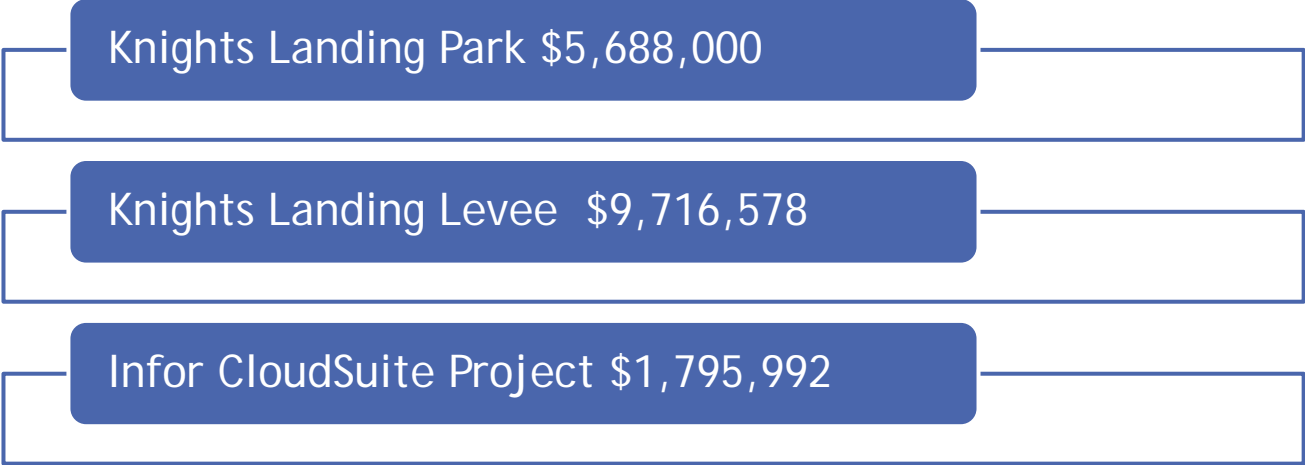 Knights Landing Park $5,688,000
Knights Landing Levee $9,716,578
Infor CloudSuite Project $1,795,992